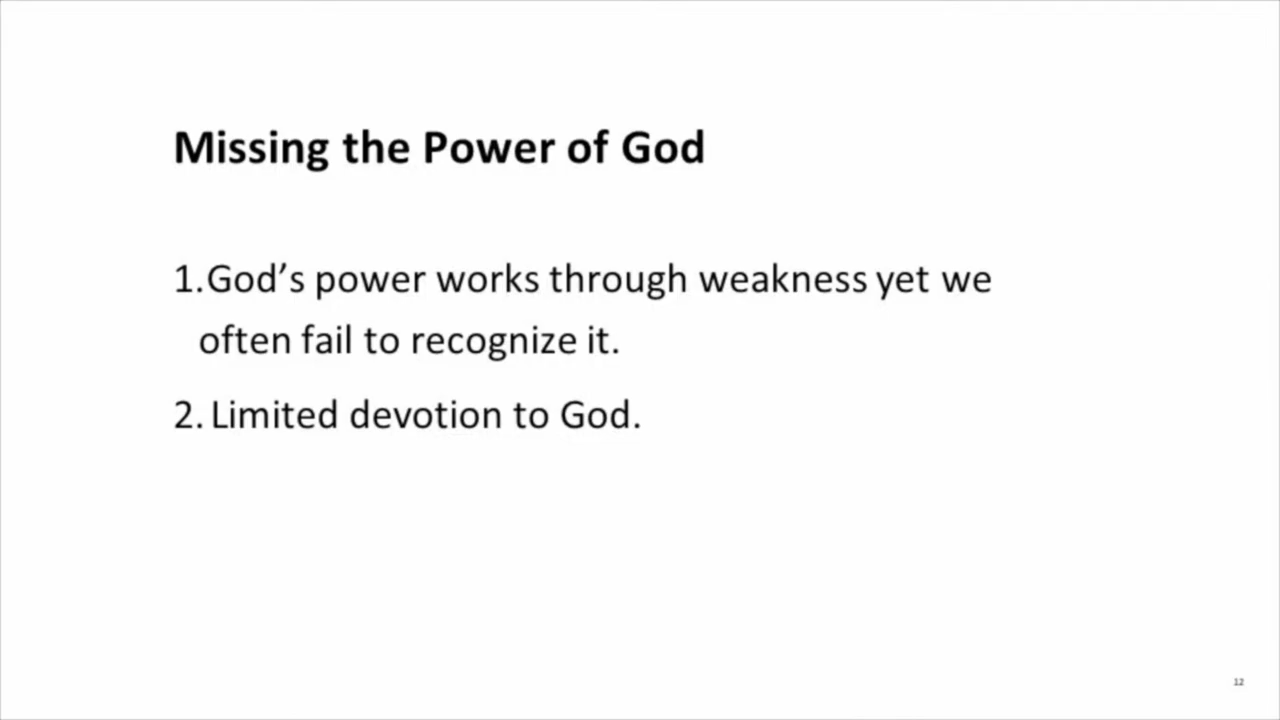 Missing the Power of God
1.God’s power works through weakness yet we
often fail to recognize it.
2. Limited devotion to God.
12